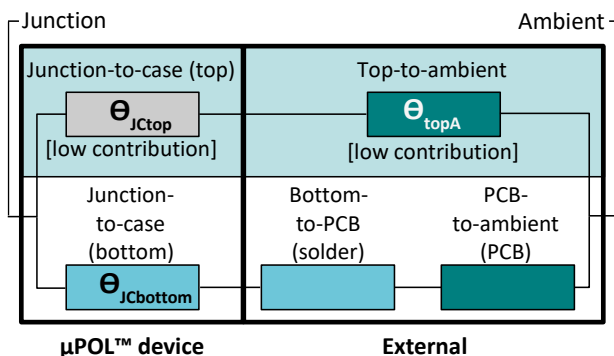 Junction
Ambient
Junction-to-case (top)
Top-to-ambient
ΘJCtop
ΘtopA
[low contribution]
[low contribution]
Junction-
to-case
(bottom)
Bottom-
to-PCB
(solder)
PCB-
to-ambient
(PCB)
ΘJCbottom
µPOL™ device
External